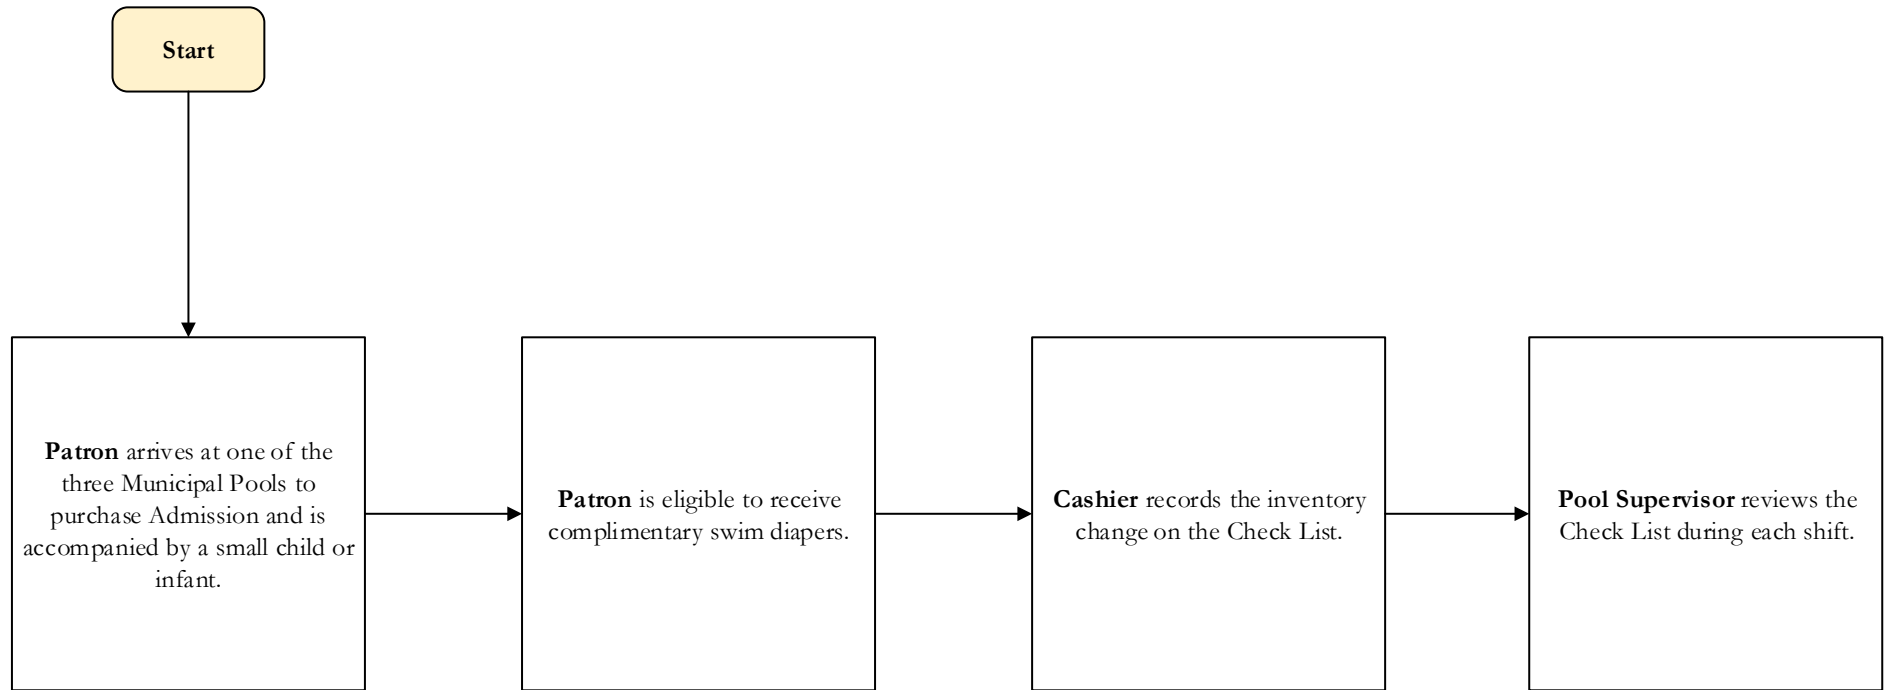 Start
Patron arrives at one of the
three Municipal Pools to
purchase Admission and is
accompanied by a small child or
infant.
Patron is eligible to receive
complimentary swim diapers.
Cashier records the inventory
change on the Check List.
Pool Supervisor reviews the
Check List during each shift.